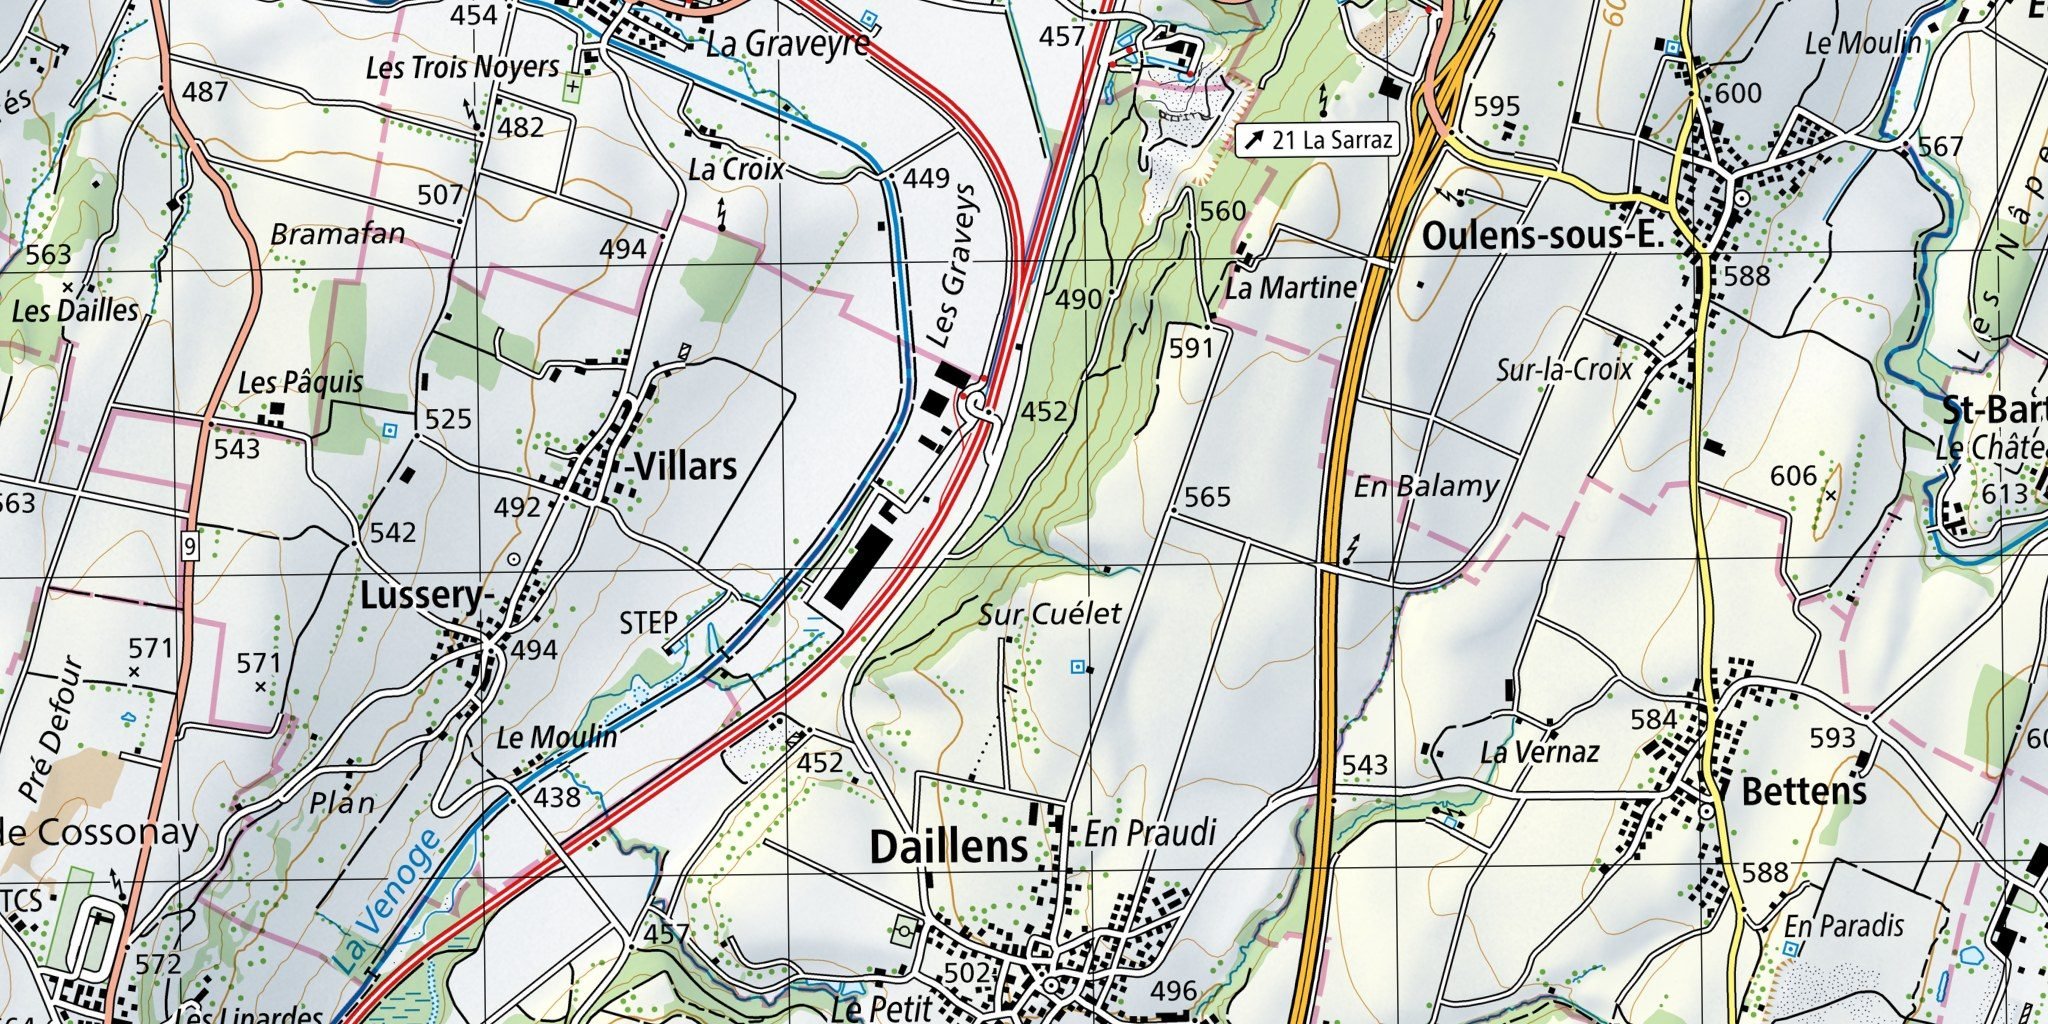 454
La Graveyre
457
Le Moulin
Les Trois Noyers
487
482
595
600
21 La Sarraz
567
La Croix
449
507
560
Bramafan
494
Oulens-sous-E.
563
588
Les Nâpe
Les Graveys
490
La Martine
Les Dailles
591
Sur-la-Croix
Les Pâquis
525
452
St-Bart
543
Le Châte
-Villars
606
En Balamy
613
563
492
565
542
9
Lussery-
STEP
Sur Cuélet
494
571
571
Pré Defour
584
593
Le Moulin
452
La Vernaz
543
Bettens
438
Plan
de Cossonay
Daillens
En Praudi
588
La Venoge
TCS
En Paradis
457
572
502
496
Le Petit
Les Linardes